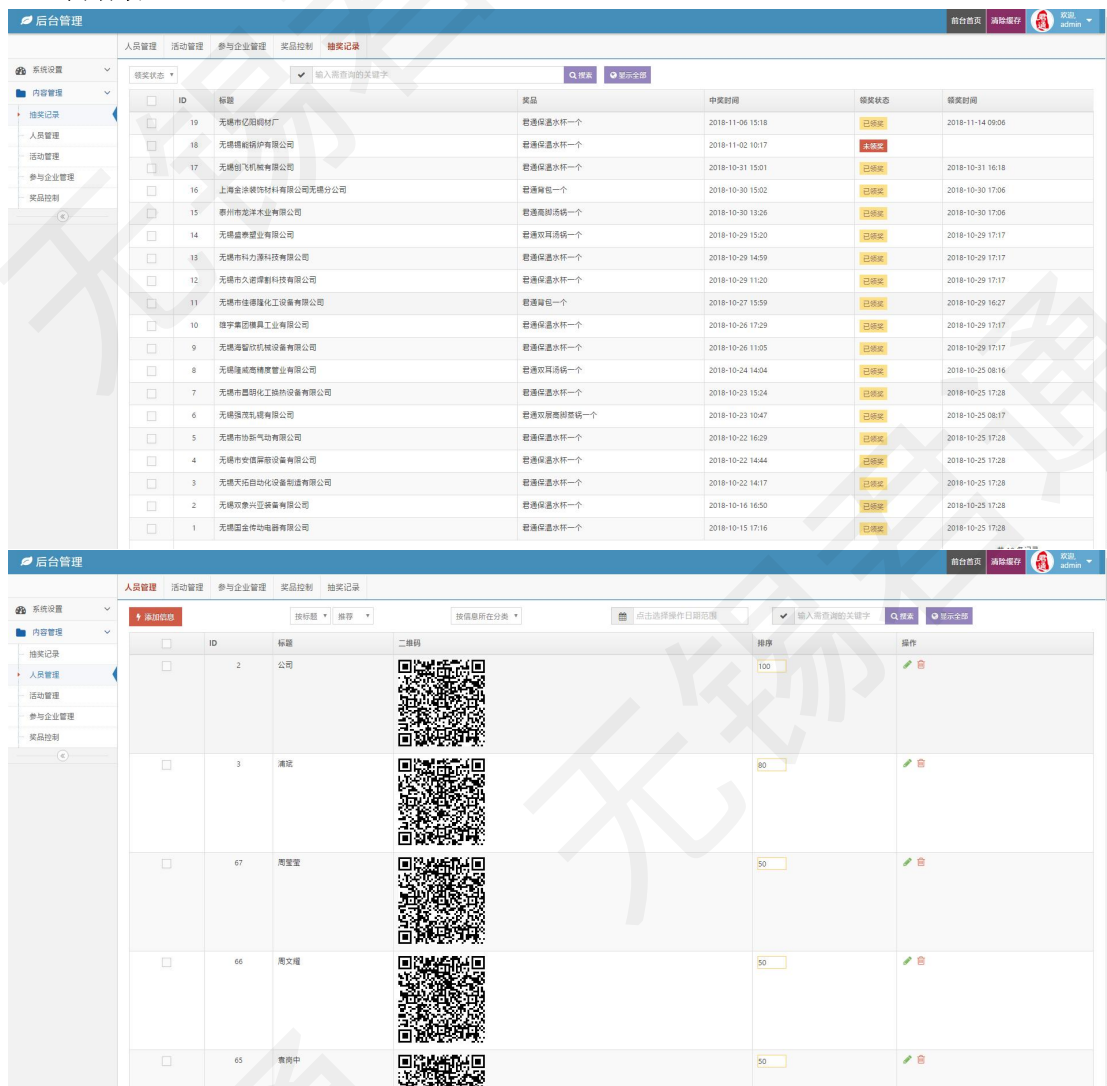 后台管理 前台首页 清除缓存 欢迎, admin
人员管理 活动管理 参与企业管理 奖品控制 抽奖记录
系统设置
内容管理
抽奖记录
人员管理
活动管理
参与企业管理
奖品控制
领奖状态 输入需查询的关键字 搜索 显示全部
ID 标题 奖品 中奖时间 领奖状态 领奖时间
19 无锡市亿阳铜材厂 君通保温水杯一个 2018-11-06 15:18 已领奖 2018-11-14 09:06
18 无锡锡能锅炉有限公司 君通保温水杯一个 2018-11-02 10:17 未领奖
17 无锡创飞机械有限公司 君通保温水杯一个 2018-10-31 15:01 已领奖 2018-10-31 16:18
16 上海金涂装饰材料有限公司无锡分公司 君通背包一个 2018-10-30 15:02 已领奖 2018-10-30 17:06
15 泰州市龙洋木业有限公司 君通高脚汤锅一个 2018-10-30 13:26 已领奖 2018-10-30 17:06
14 无锡盛泰塑业有限公司 君通双耳汤锅一个 2018-10-29 15:20 已领奖 2018-10-29 17:17
13 无锡市科力源科技有限公司 君通保温水杯一个 2018-10-29 14:59 已领奖 2018-10-29 17:17
12 无锡市久诺焊割科技有限公司 君通保温水杯一个 2018-10-29 11:20 已领奖 2018-10-29 17:17
11 无锡市佳德隆化工设备有限公司 君通背包一个 2018-10-27 15:59 已领奖 2018-10-29 16:27
10 雄宇集团模具工业有限公司 君通保温水杯一个 2018-10-26 17:29 已领奖 2018-10-29 17:17
9 无锡海智欣机械设备有限公司 君通保温水杯一个 2018-10-26 11:05 已领奖 2018-10-29 17:17
8 无锡隆威高精度管业有限公司 君通双耳汤锅一个 2018-10-24 14:04 已领奖 2018-10-25 08:16
7 无锡市昌明化工换热设备有限公司 君通保温水杯一个 2018-10-23 15:24 已领奖 2018-10-25 17:28
6 无锡强茂轧辊有限公司 君通双层高脚蒸锅一个 2018-10-23 10:47 已领奖 2018-10-25 08:17
5 无锡市协新气动有限公司 君通保温水杯一个 2018-10-22 16:29 已领奖 2018-10-25 17:28
4 无锡市安信屏蔽设备有限公司 君通保温水杯一个 2018-10-22 14:44 已领奖 2018-10-25 17:28
3 无锡天拓自动化设备制造有限公司 君通保温水杯一个 2018-10-22 14:17 已领奖 2018-10-25 17:28
2 无锡双象兴亚装备有限公司 君通保温水杯一个 2018-10-16 16:50 已领奖 2018-10-25 17:28
1 无锡国金传动电器有限公司 君通保温水杯一个 2018-10-15 17:16 已领奖 2018-10-25 17:28
后台管理 前台首页 清除缓存 欢迎, admin
人员管理 活动管理 参与企业管理 奖品控制 抽奖记录
系统设置
内容管理
抽奖记录
人员管理
活动管理
参与企业管理
奖品控制
添加信息 按标题 推荐 按信息所在分类 点击选择操作日期范围 输入需查询的关键字 搜索 显示全部
ID 标题 二维码 排序 操作
2 公司 100
3 浦斌 80
67 周莹莹 50
66 周文耀 50
65 袁岗中 50
无锡君通